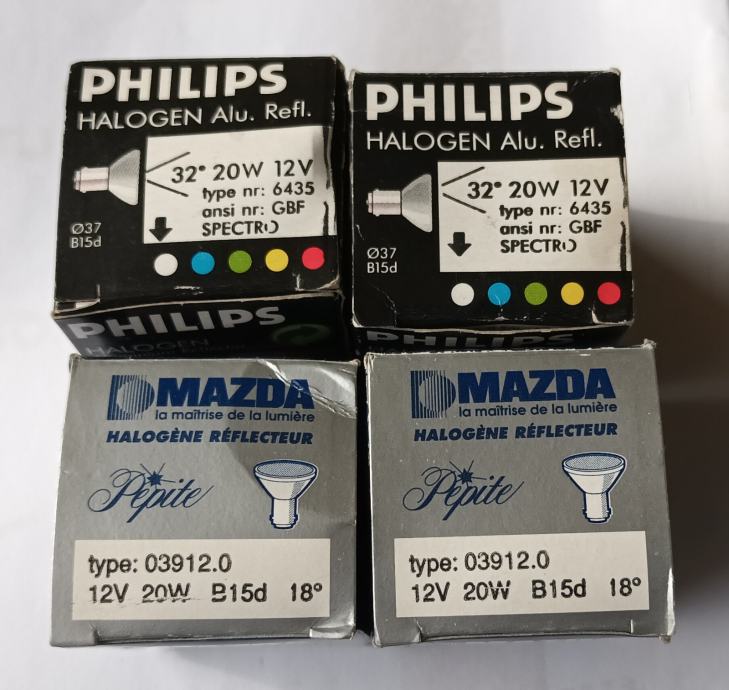 PHILIPS
HALOGEN Alu. Refl.
32° 20W 12V
type nr: 6435
ansi nr: GBF
SPECTRO
Ø37
B15d
PHILIPS
HALOGEN
PHILIPS
HALOGEN Alu. Refl.
32° 20W 12V
type nr: 6435
ansi nr: GBF
SPECTRO
Ø37
B15d
PHILIPS
MAZDA
la maîtrise de la lumière
HALOGÈNE RÉFLECTEUR
Pépite
type: 03912.0
12V 20W B15d 18°
MAZDA
la maîtrise de la lumière
HALOGÈNE RÉFLECTEUR
Pépite
type: 03912.0
12V 20W B15d 18°